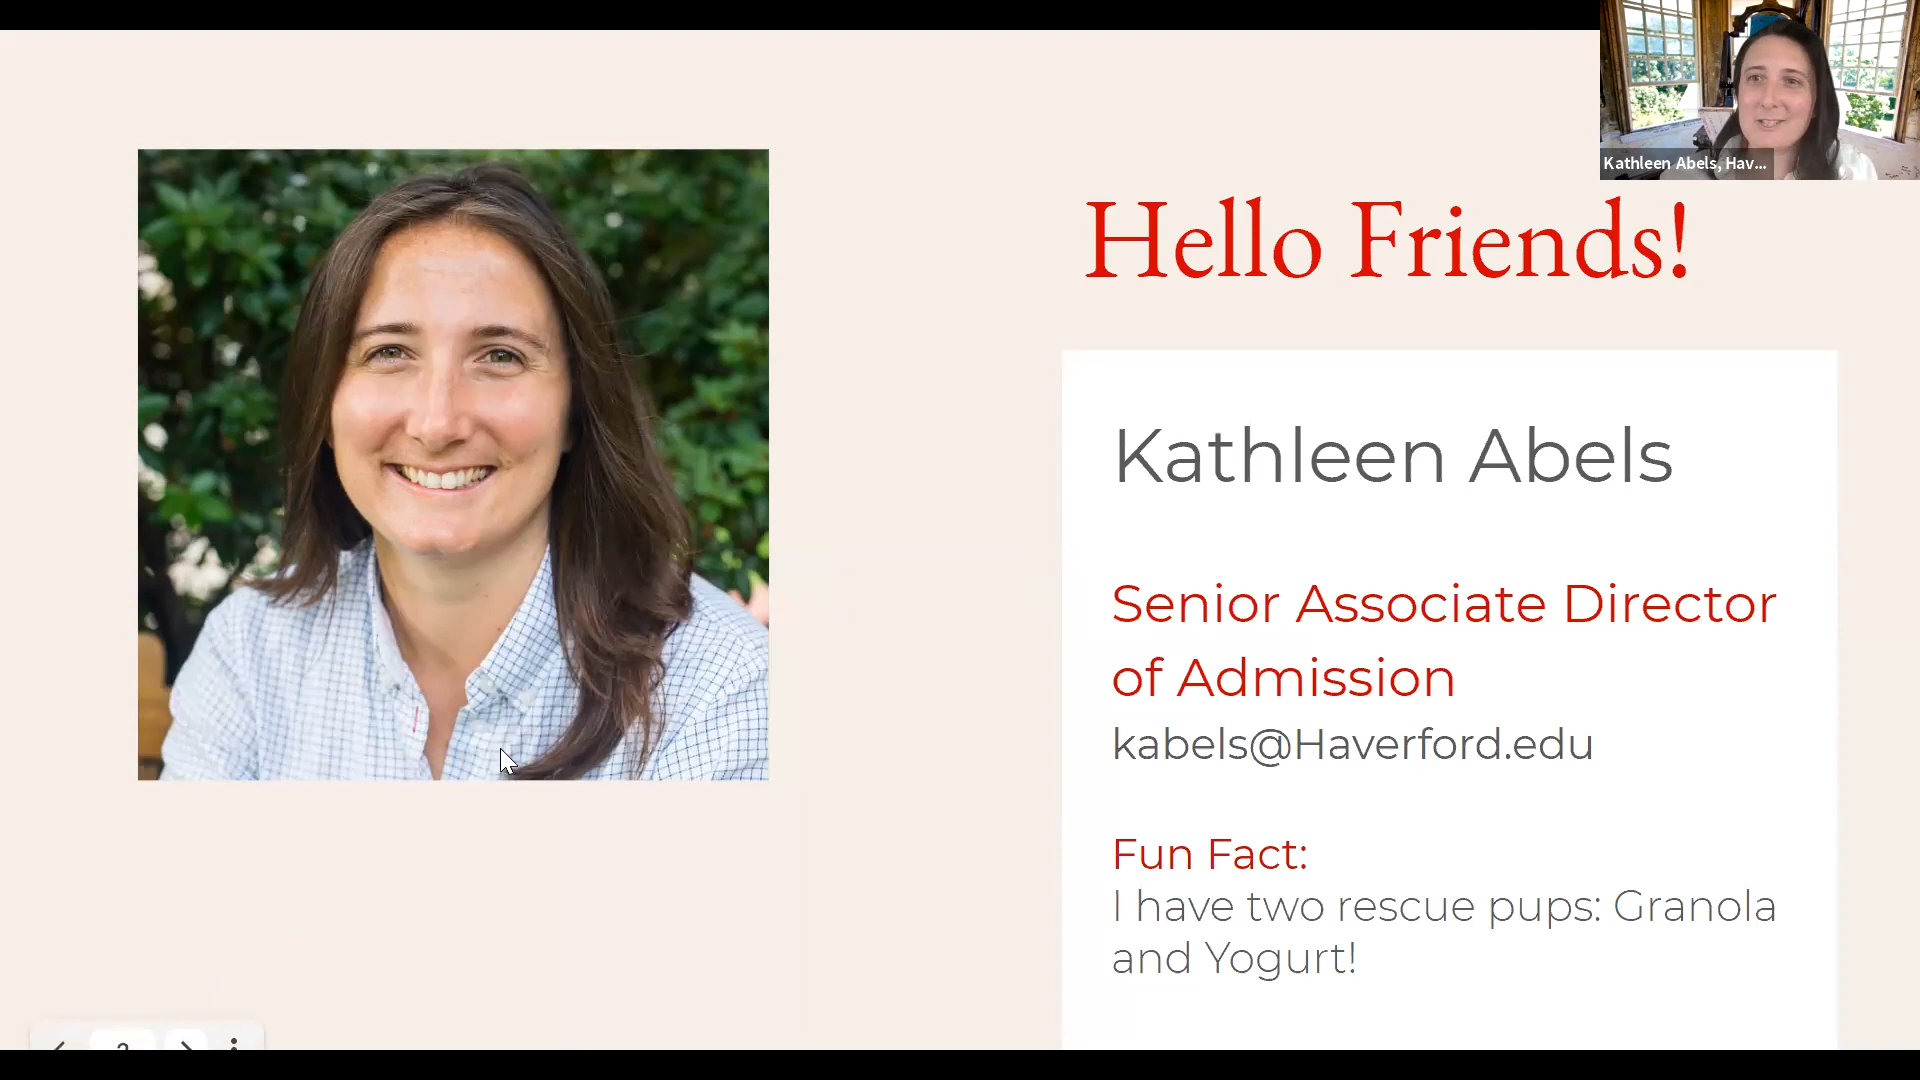 Kathleen Abels, Hav...
Hello Friends!
Kathleen Abels
Senior Associate Director
of Admission
kabels@Haverford.edu
Fun Fact:
I have two rescue pups: Granola
and Yogurt!